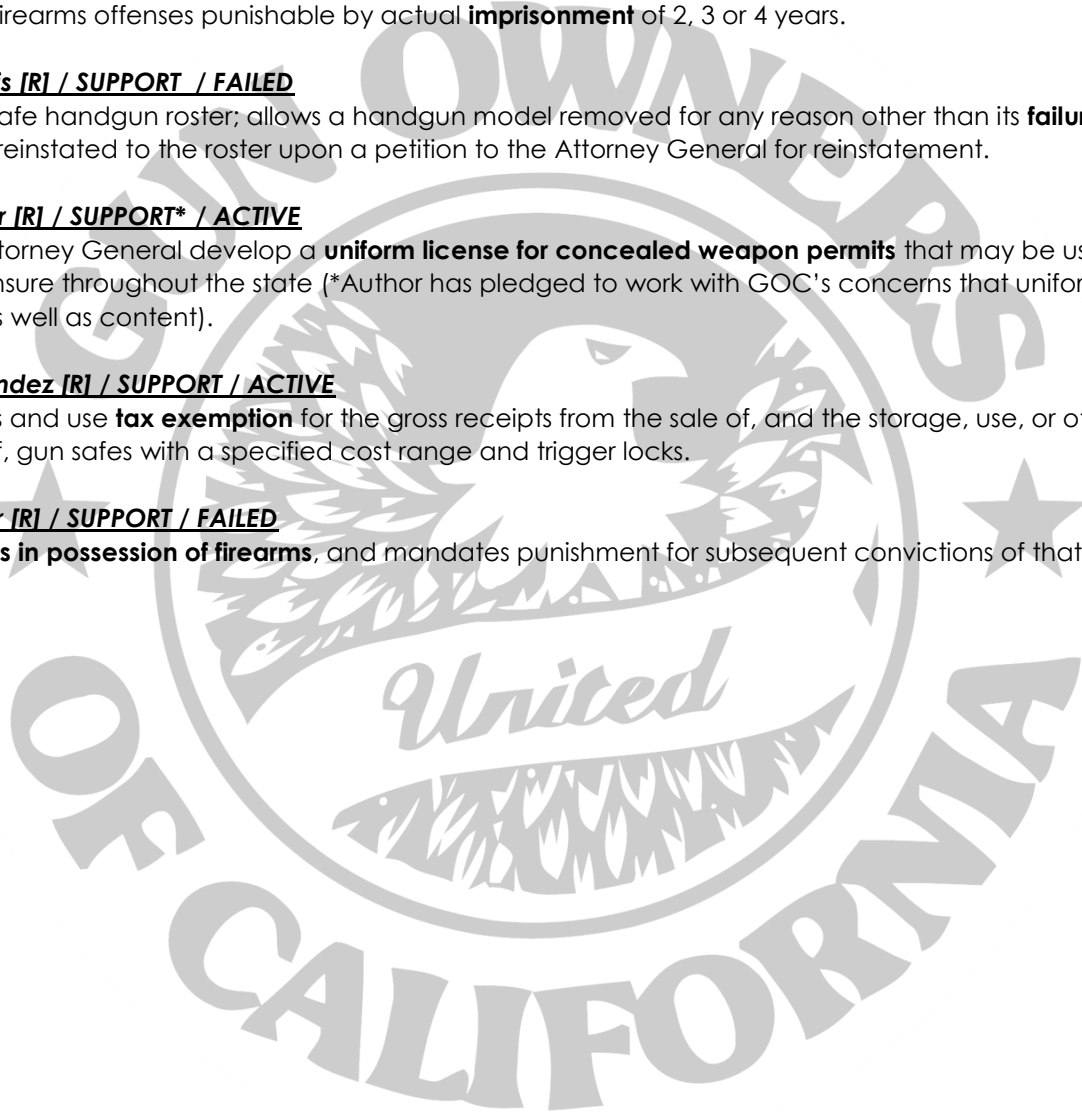 irearms offenses punishable by actual imprisonment of 2, 3 or 4 years.
is [R] / SUPPORT / FAILED
afe handgun roster; allows a handgun model removed for any reason other than its failur
reinstated to the roster upon a petition to the Attorney General for reinstatement.
r [R] / SUPPORT* / ACTIVE
ttorney General develop a uniform license for concealed weapon permits that may be us
nsure throughout the state (*Author has pledged to work with GOC’s concerns that unifor
s well as content).
ndez [R] / SUPPORT / ACTIVE
s and use tax exemption for the gross receipts from the sale of, and the storage, use, or ot
f, gun safes with a specified cost range and trigger locks.
r [R] / SUPPORT / FAILED
s in possession of firearms, and mandates punishment for subsequent convictions of that
GUN OWNERS
United
OF CALIFORNIA